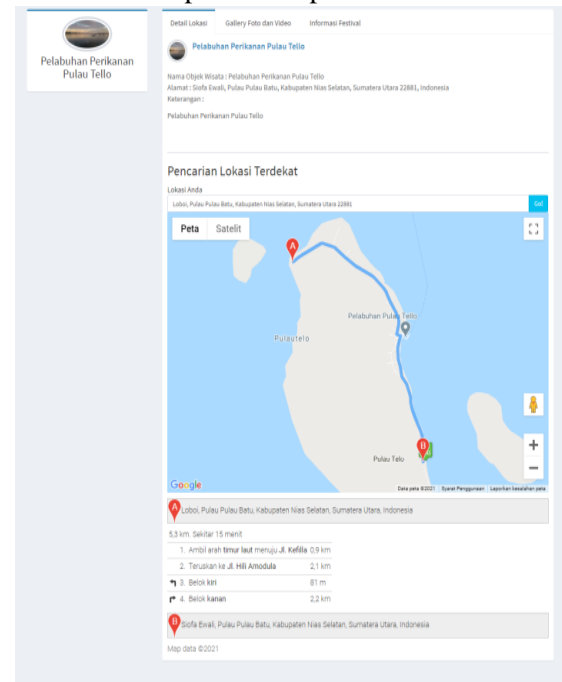 Pelabuhan Perikanan
Pulau Tello
Detail Lokasi Gallery Foto dan Video Informasi Festival
Pelabuhan Perikanan Pulau Tello
Nama Objek Wisata : Pelabuhan Perikanan Pulau Tello
Alamat : Siofa Ewali, Pulau Pulau Batu, Kabupaten Nias Selatan, Sumatera Utara 22881, Indonesia
Keterangan :
Pelabuhan Perikanan Pulau Tello
Pencarian Lokasi Terdekat
Lokasi Anda
Loboi, Pulau Pulau Batu, Kabupaten Nias Selatan, Sumatera Utara 22881
Go!
Peta Satelit
A
Pelabuhan Pulau Tello
Pulautelo
B
Pulau Telo
Google
Data peta ©2021 Syarat Penggunaan Laporkan kesalahan peta
A Loboi, Pulau Pulau Batu, Kabupaten Nias Selatan, Sumatera Utara, Indonesia
5,3 km. Sekitar 15 menit
1. Ambil arah timur laut menuju Jl. Kefilla 0,9 km
2. Teruskan ke Jl. Hili Amodula 2,1 km
3. Belok kiri 81 m
4. Belok kanan 2,2 km
B Siofa Ewali, Pulau Pulau Batu, Kabupaten Nias Selatan, Sumatera Utara, Indonesia
Map data ©2021